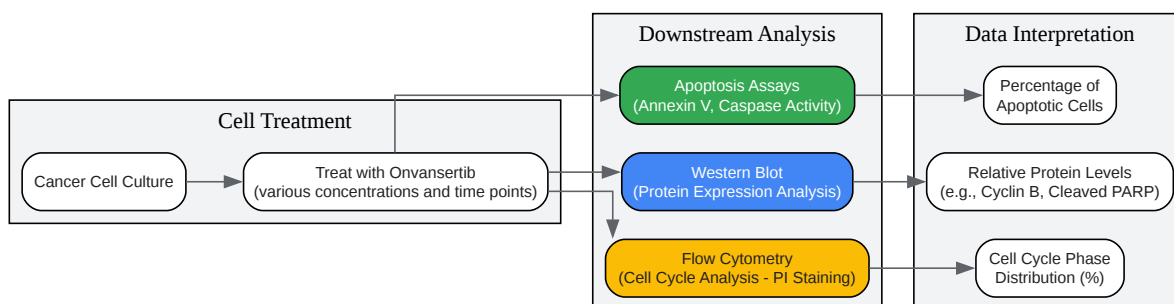 Cell Treatment
Cancer Cell Culture
Treat with Onvansertib
(various concentrations and time points)
Downstream Analysis
Apoptosis Assays
(Annexin V, Caspase Activity)
Western Blot
(Protein Expression Analysis)
Flow Cytometry
(Cell Cycle Analysis - PI Staining)
Data Interpretation
Percentage of
Apoptotic Cells
Relative Protein Levels
(e.g., Cyclin B, Cleaved PARP)
Cell Cycle Phase
Distribution (%)